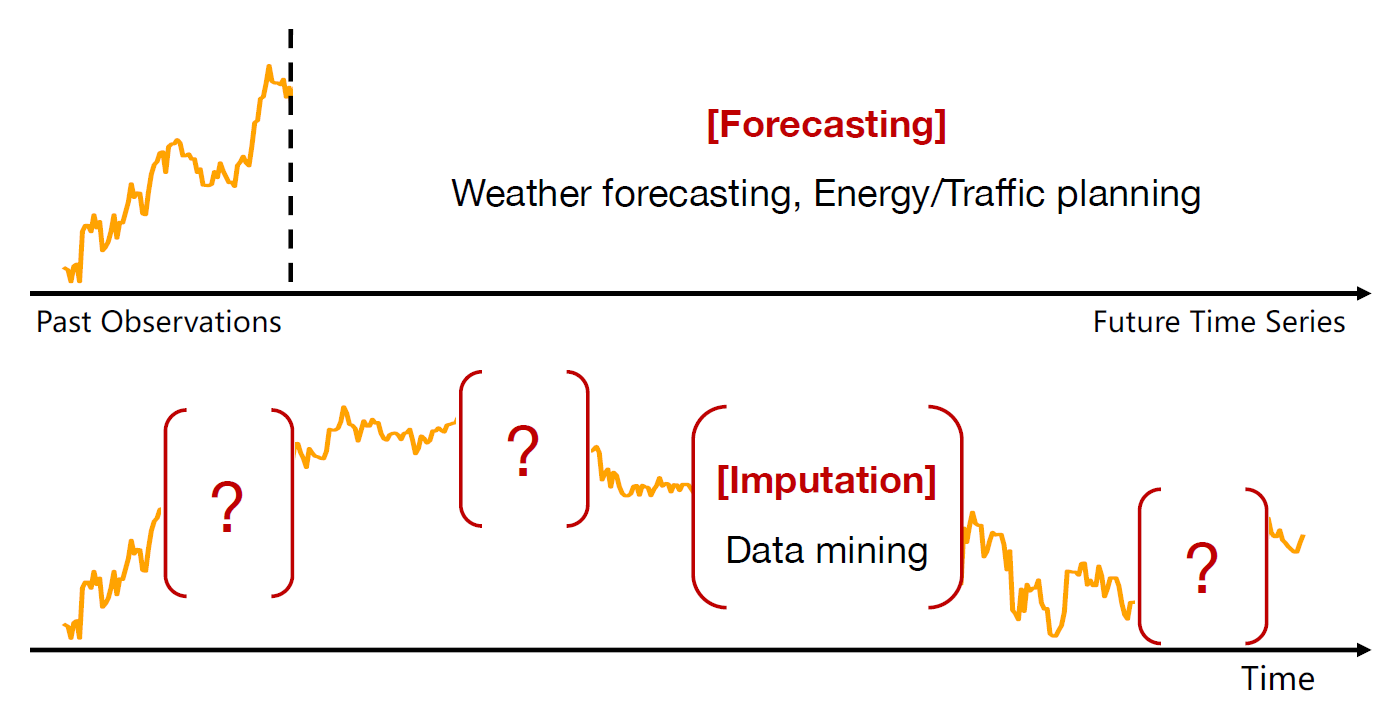 [Forecasting]
Weather forecasting, Energy/Traffic planning
Past Observations
Future Time Series
?
?
[Imputation]
Data mining
?
Time